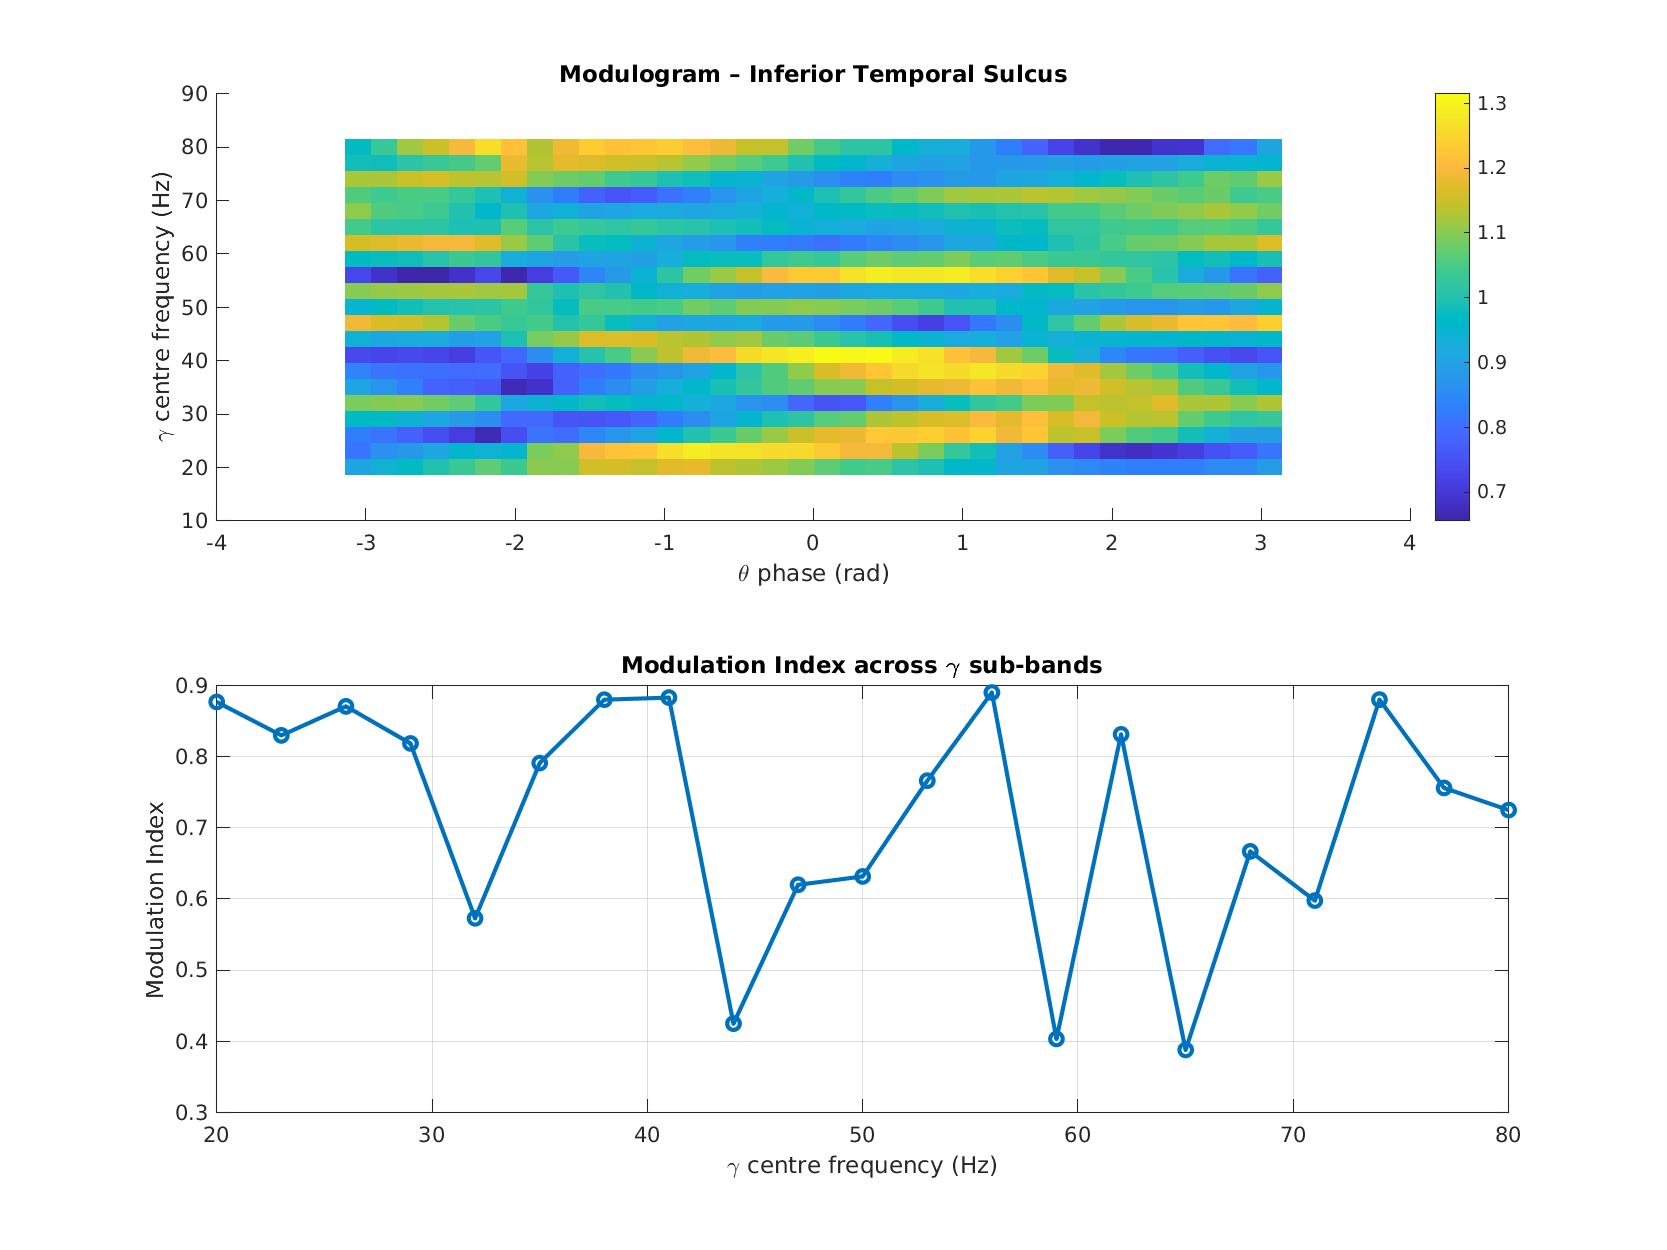 Modulogram – Inferior Temporal Sulcus
γ centre frequency (Hz)
90
80
70
60
50
40
30
20
10
-4 -3 -2 -1 0 1 2 3 4
θ phase (rad)
1.3
1.2
1.1
1
0.9
0.8
0.7
Modulation Index across γ sub-bands
Modulation Index
0.9
0.8
0.7
0.6
0.5
0.4
0.3
20 30 40 50 60 70 80
γ centre frequency (Hz)